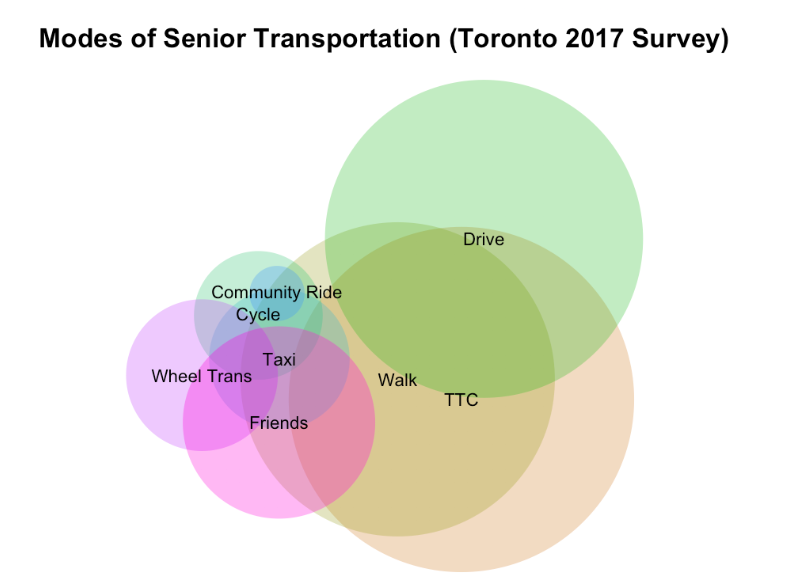 Modes of Senior Transportation (Toronto 2017 Survey)
Drive
Community Ride
Cycle
Taxi
Wheel Trans
Walk
TTC
Friends